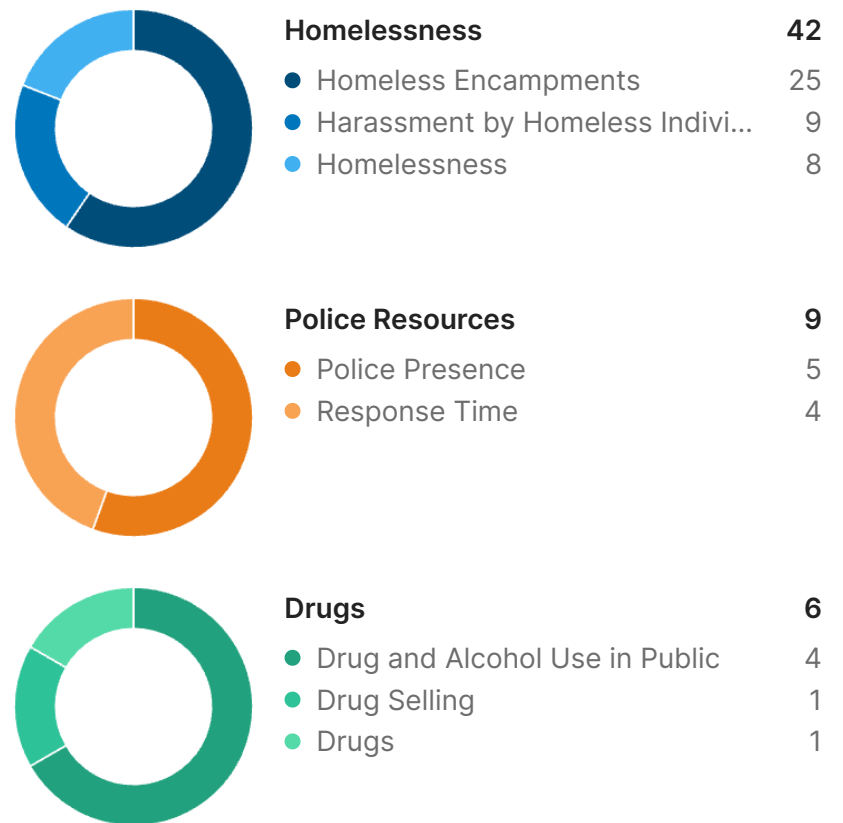 Homelessness 42
Homeless Encampments 25
Harassment by Homeless Indivi... 9
Homelessness 8
Police Resources 9
Police Presence 5
Response Time 4
Drugs 6
Drug and Alcohol Use in Public 4
Drug Selling 1
Drugs 1